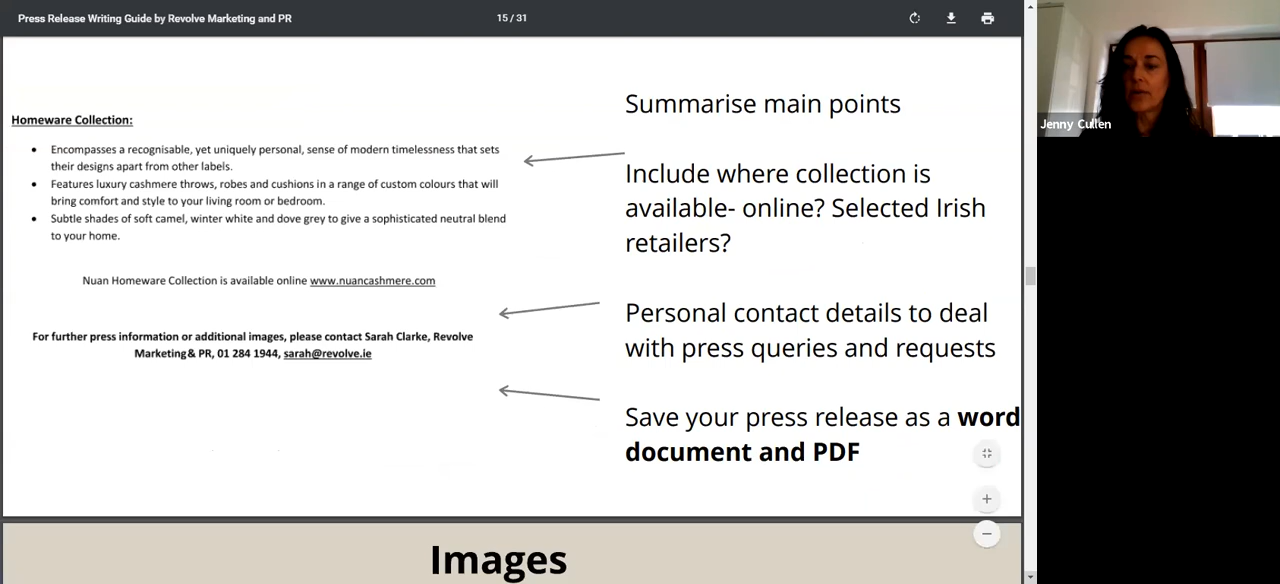 Press Release Writing Guide by Revolve Marketing and PR
15 / 31
Homeware Collection:
• Encompasses a recognisable, yet uniquely personal, sense of modern timelessness that sets
their designs apart from other labels.
• Features luxury cashmere throws, robes and cushions in a range of custom colours that will
bring comfort and style to your living room or bedroom.
• Subtle shades of soft camel, winter white and dove grey to give a sophisticated neutral blend
to your home.
Nuan Homeware Collection is available online www.nuancashmere.com
For further press information or additional images, please contact Sarah Clarke, Revolve
Marketing & PR, 01 284 1944, sarah@revolve.ie
Summarise main points
Include where collection is
available- online? Selected Irish
retailers?
Personal contact details to deal
with press queries and requests
Save your press release as a word
document and PDF
Images
Jenny Cullen